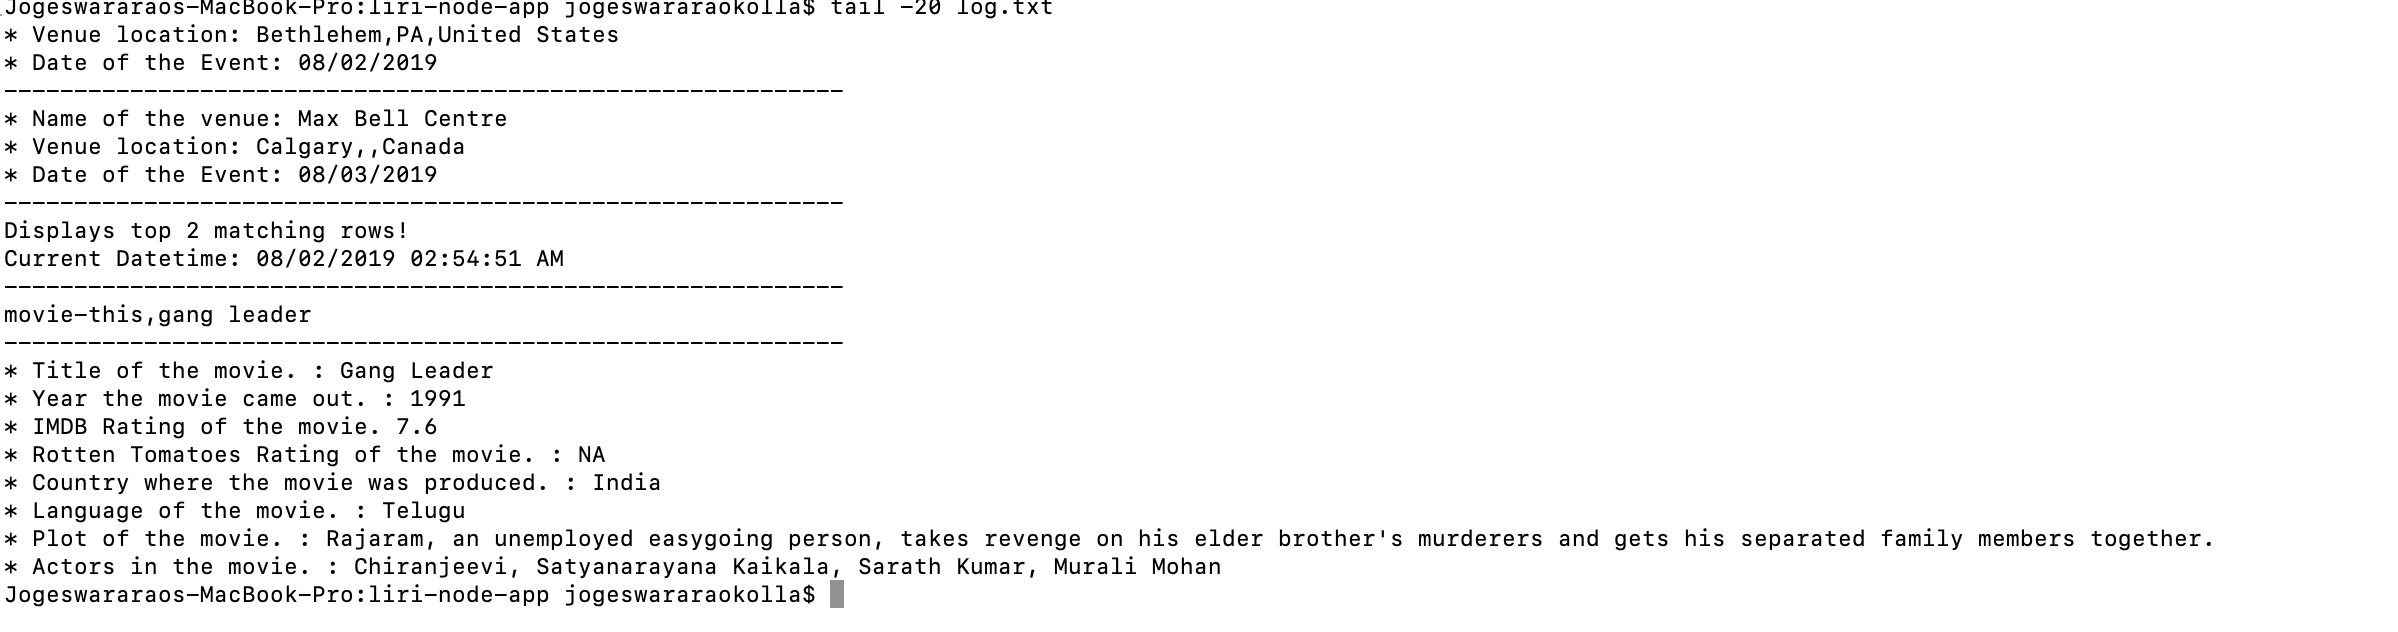 Jogeswararaos-MacBook-Pro:liri-node-app jogeswararaokolla$ tail -20 log.txt
* Venue location: Bethlehem,PA,United States
* Date of the Event: 08/02/2019
------------------------------------------------------------
* Name of the venue: Max Bell Centre
* Venue location: Calgary,,Canada
* Date of the Event: 08/03/2019
------------------------------------------------------------
Displays top 2 matching rows!
Current Datetime: 08/02/2019 02:54:51 AM
------------------------------------------------------------
movie-this,gang leader
------------------------------------------------------------
* Title of the movie. : Gang Leader
* Year the movie came out. : 1991
* IMDB Rating of the movie. 7.6
* Rotten Tomatoes Rating of the movie. : NA
* Country where the movie was produced. : India
* Language of the movie. : Telugu
* Plot of the movie. : Rajaram, an unemployed easygoing person, takes revenge on his elder brother's murderers and gets his separated family members together.
* Actors in the movie. : Chiranjeevi, Satyanarayana Kaikala, Sarath Kumar, Murali Mohan
Jogeswararaos-MacBook-Pro:liri-node-app jogeswararaokolla$